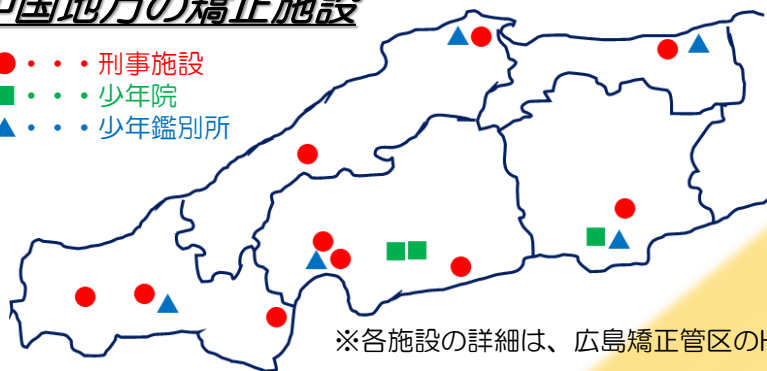 中国地方の矯正施設
●・・・刑事施設
■・・・少年院
▲・・・少年鑑別所
※各施設の詳細は、広島矯正管区のH